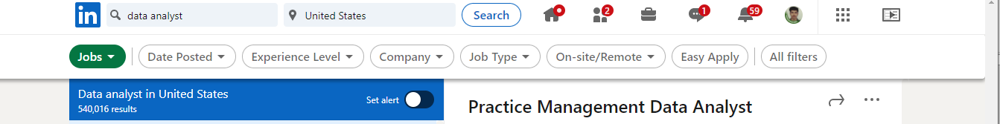 in data analyst United States Search 2 1 59
Jobs Date Posted Experience Level Company Job Type On-site/Remote Easy Apply All filters
Data analyst in United States
540,016 results
Set alert
Practice Management Data Analyst